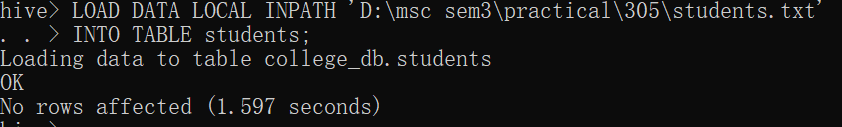 hive> LOAD DATA LOCAL INPATH 'D:\msc sem3\practical\305\students.txt'
. . > INTO TABLE students;
Loading data to table college_db.students
OK
No rows affected (1.597 seconds)
hive>